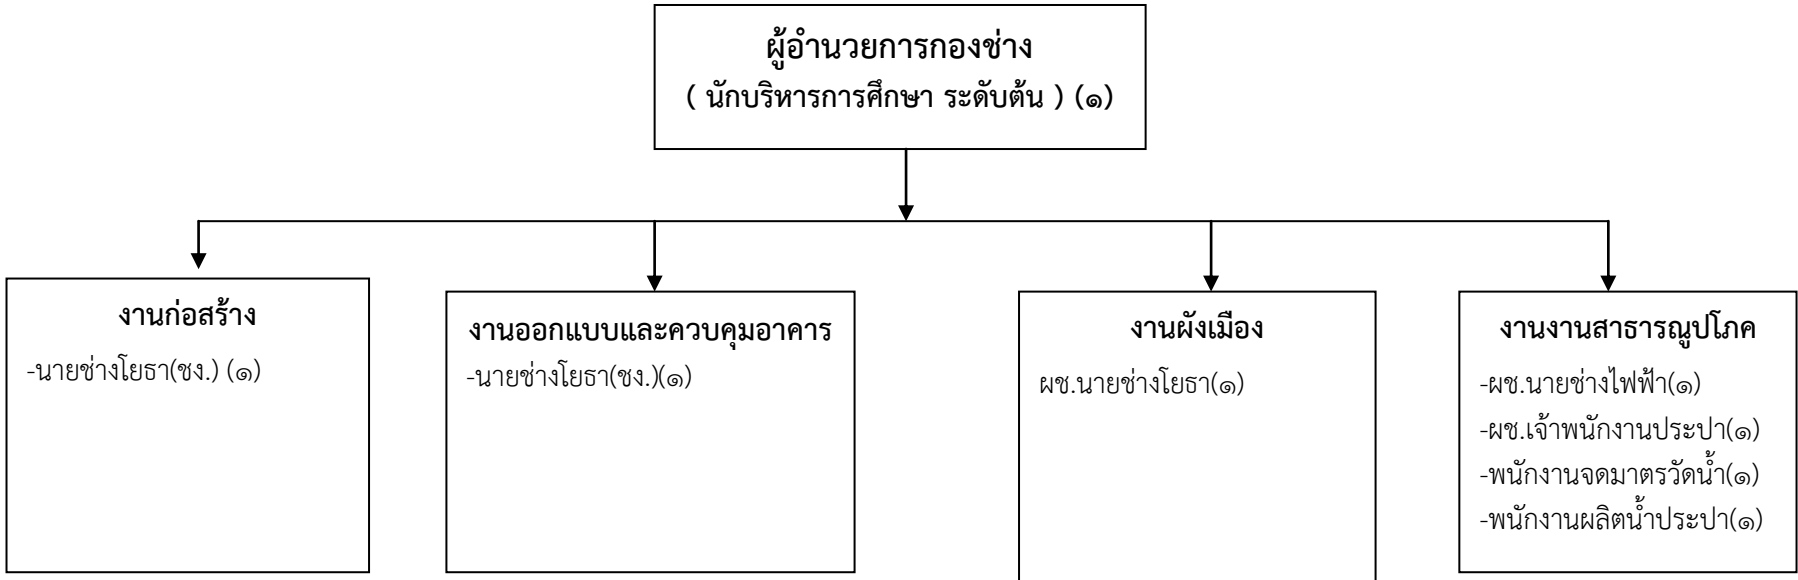 ผู้อำนวยการกองช่าง
( นักบริหารการศึกษา ระดับต้น ) (๑)
งานก่อสร้าง
-นายช่างโยธา(ชง.) (๑)
งานออกแบบและควบคุมอาคาร
-นายช่างโยธา(ชง.)(๑)
งานผังเมือง
ผช.นายช่างโยธา(๑)
งานงานสาธารณูปโภค
-ผช.นายช่างไฟฟ้า(๑)
-ผช.เจ้าพนักงานประปา(๑)
-พนักงานจดมาตรวัดน้ำ(๑)
-พนักงานผลิตน้ำประปา(๑)